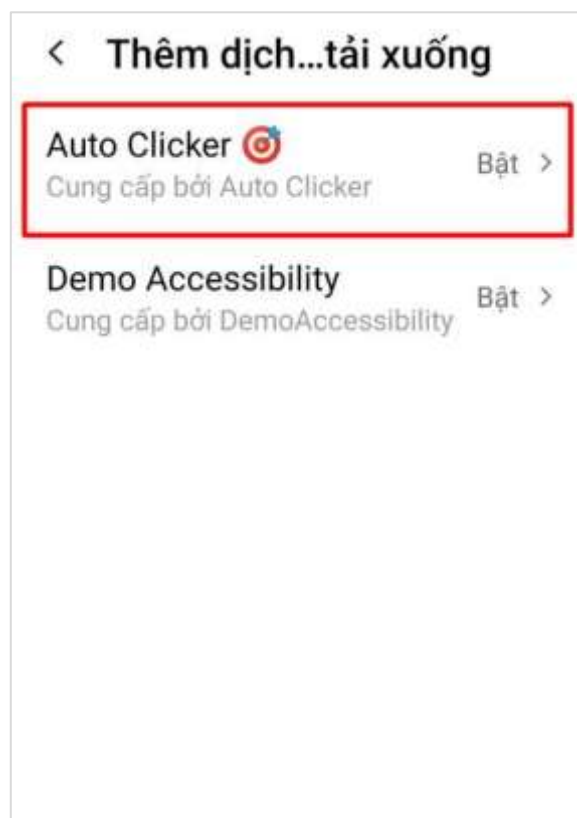 Thêm dịch...tải xuống
Auto Clicker 🎯
Cung cấp bởi Auto Clicker
Bật
Demo Accessibility
Cung cấp bởi DemoAccessibility
Bật